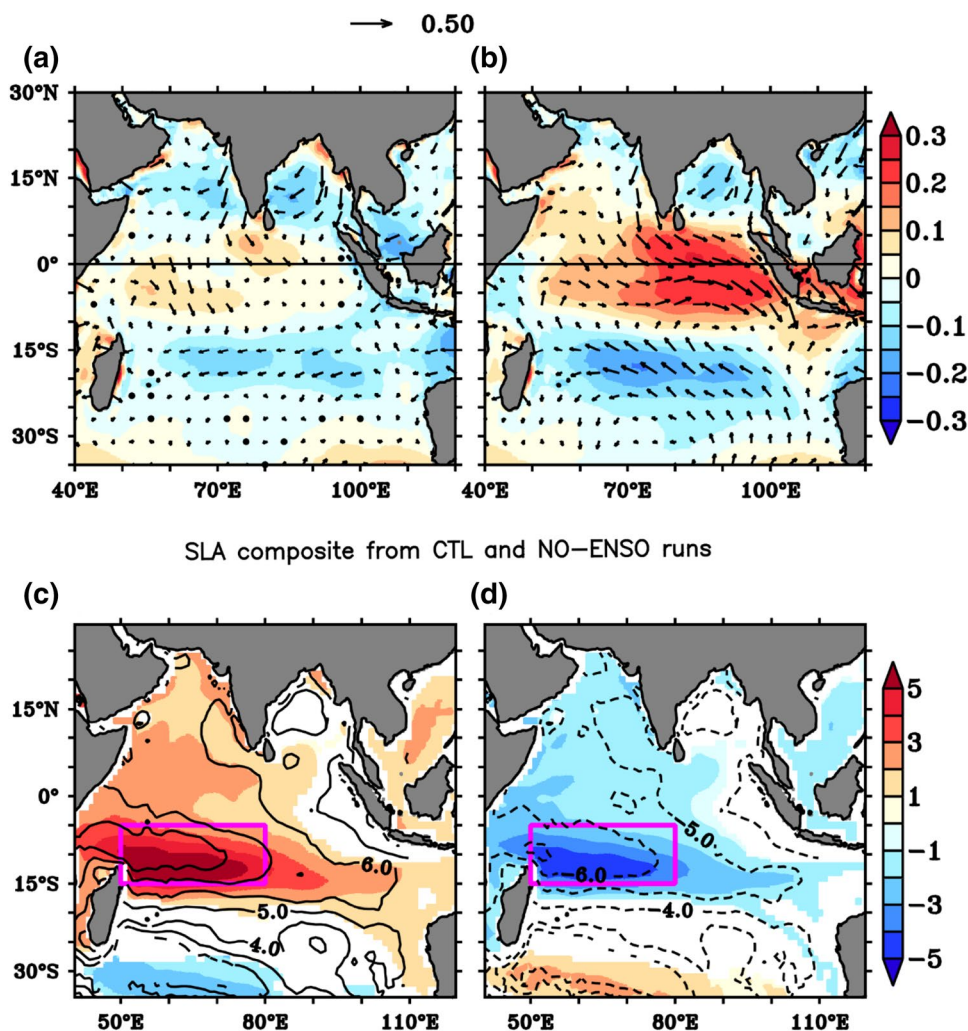 0.50
(a) (b)
30°N
15°N
0°
15°S
30°S
0.3
0.2
0.1
0
−0.1
−0.2
−0.3
40°E 70°E 100°E 40°E 70°E 100°E
SLA composite from CTL and NO−ENSO runs
(c) (d)
15°N
0°
15°S
30°S
6.0
5.0
4.0
5.0
6.0
4.0
5
3
1
−1
−3
−5
50°E 80°E 110°E 50°E 80°E 110°E